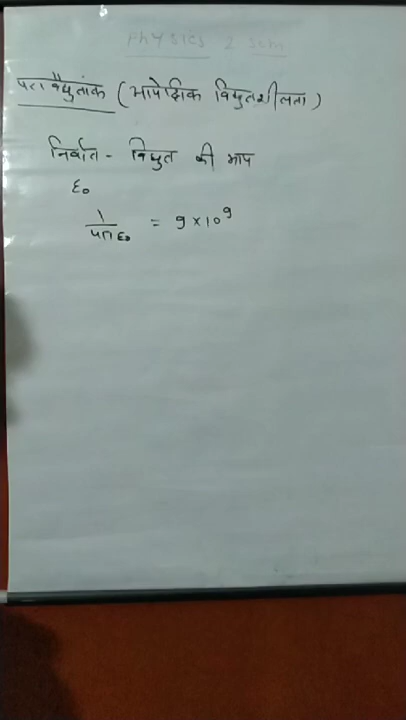 PHYSICS 2 Sem
परावैद्युतांक (आपेक्षिक विद्युतशीलता)
निर्वात - विद्युत की माप
ε₀
1/4πε₀ = 9 × 10⁹